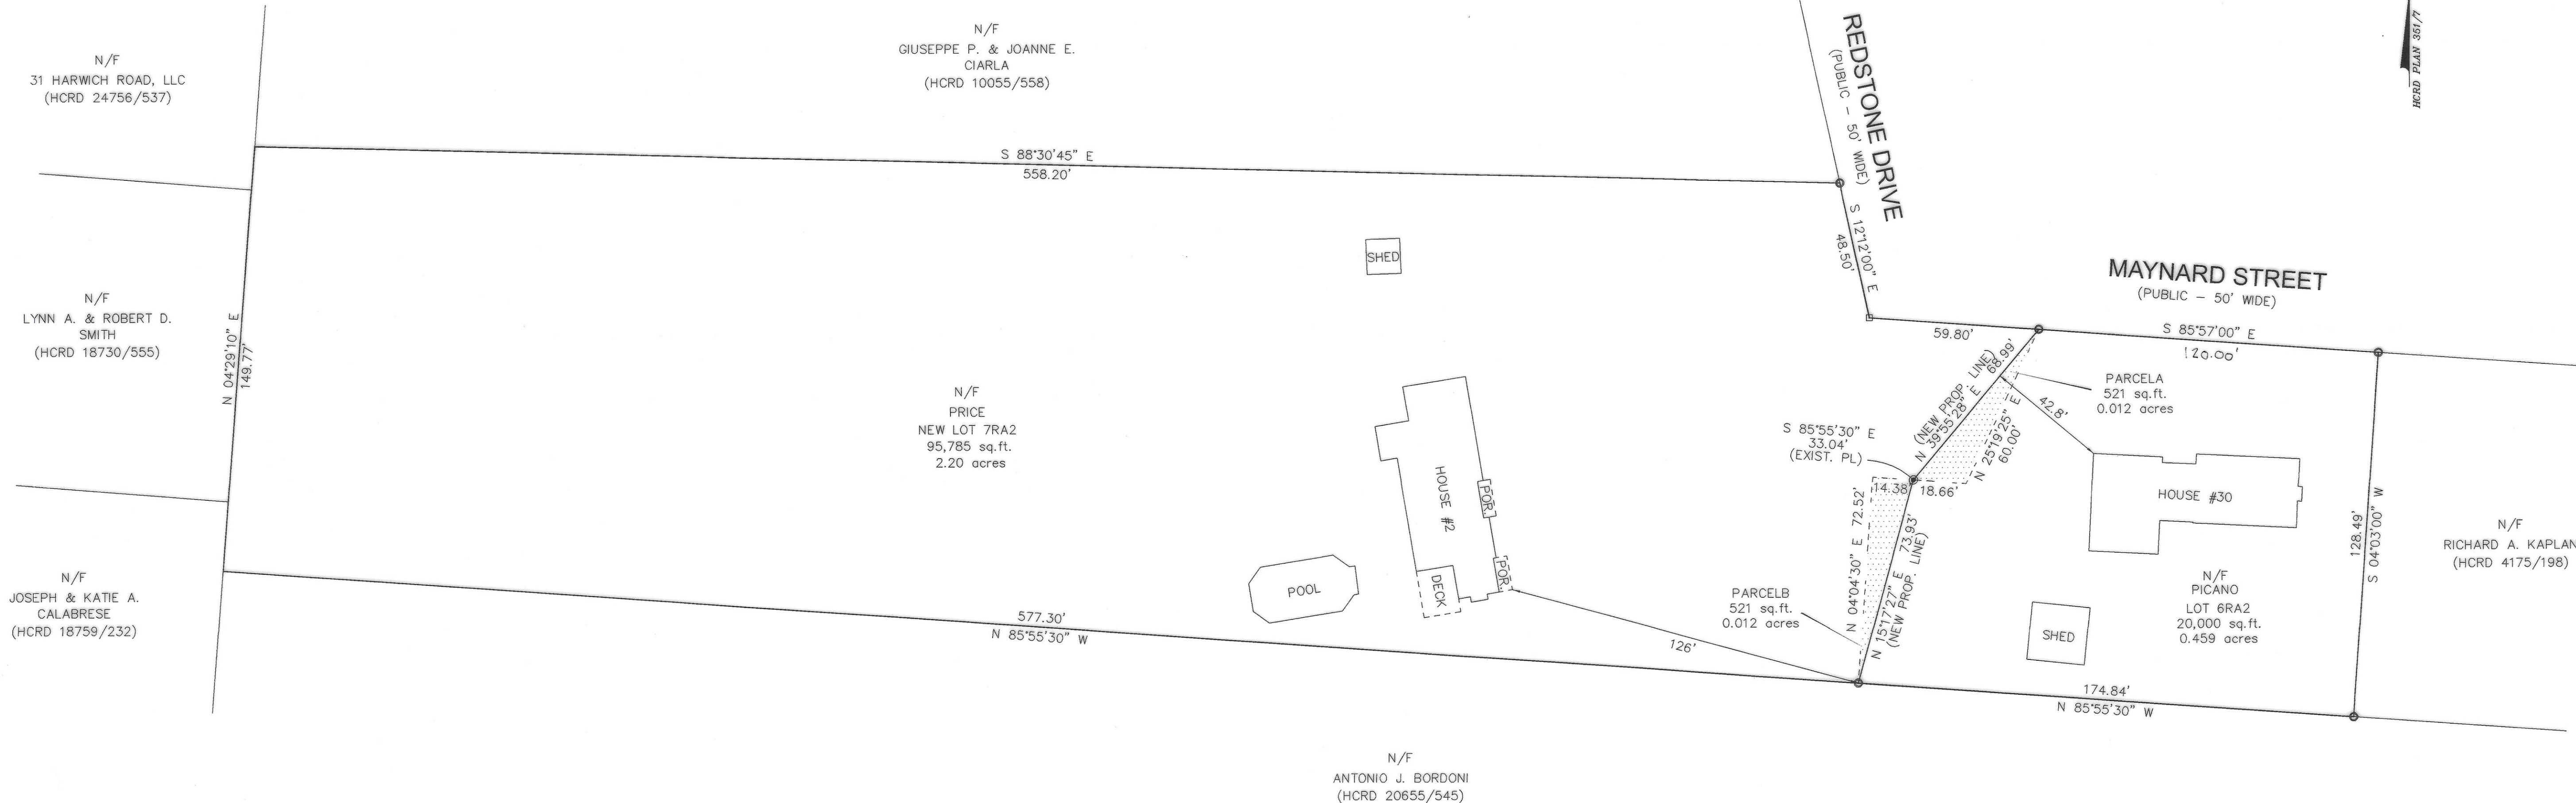 N/F
31 HARWICH ROAD, LLC
(HCRD 24756/537)
N/F
GIUSEPPE P. & JOANNE E.
CIARLA
(HCRD 10055/558)
REDSTONE DRIVE
(PUBLIC - 50' WIDE)
HCRD PLAN 351/7
S 88°30'45" E
558.20'
S 12°12'00" E
48.50'
SHED
MAYNARD STREET
(PUBLIC - 50' WIDE)
59.80'
S 85°57'00" E
120.00'
N/F
LYNN A. & ROBERT D.
SMITH
(HCRD 18730/555)
N 04°29'10" E
149.77'
N/F
PRICE
NEW LOT 7RA2
95,785 sq.ft.
2.20 acres
(NEW PROP. LINE)
N 39°55'28" E 68.99'
PARCELA
521 sq.ft.
0.012 acres
42.8'
N 25°19'25" E
60.00'
S 85°55'30" E
33.04'
(EXIST. PL)
14.38'
18.66'
HOUSE #2
POR.
POR.
DECK
POOL
HOUSE #30
128.49'
S 04°03'00" W
N/F
RICHARD A. KAPLAN
(HCRD 4175/198)
N 04°04'30" E 72.52'
N 15°17'27" E 73.93'
(NEW PROP. LINE)
PARCELB
521 sq.ft.
0.012 acres
N/F
PICANO
LOT 6RA2
20,000 sq.ft.
0.459 acres
SHED
N/F
JOSEPH & KATIE A.
CALABRESE
(HCRD 18759/232)
577.30'
N 85°55'30" W
126'
174.84'
N 85°55'30" W
N/F
ANTONIO J. BORDONI
(HCRD 20655/545)